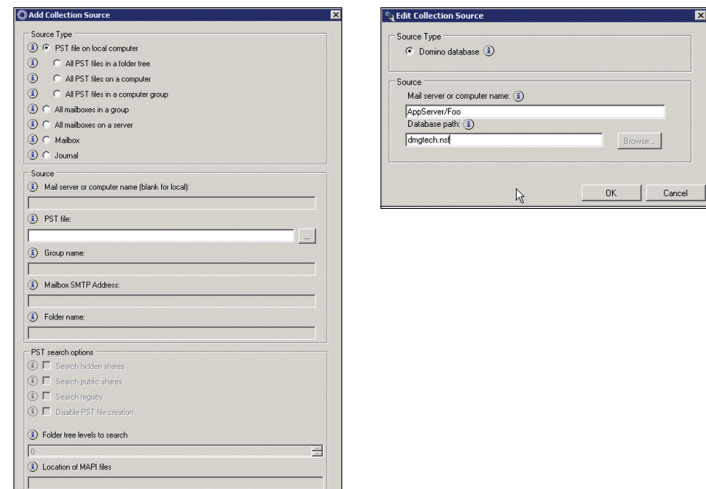 Add Collection Source
Source Type
PST file on local computer
All PST files in a folder tree
All PST files on a computer
All PST files in a computer group
All mailboxes in a group
All mailboxes on a server
Mailbox
Journal
Source
Mail server or computer name (blank for local):
PST file:
...
Group name:
Mailbox SMTP Address:
Folder name:
PST search options
Search hidden shares
Search public shares
Search registry
Disable PST file creation
Folder tree levels to search
0
Location of MAPI files
Edit Collection Source
Source Type
Domino database
Source
Mail server or computer name:
AppServer/Foo
Database path:
dmgtech.nsf
Browse...
OK Cancel